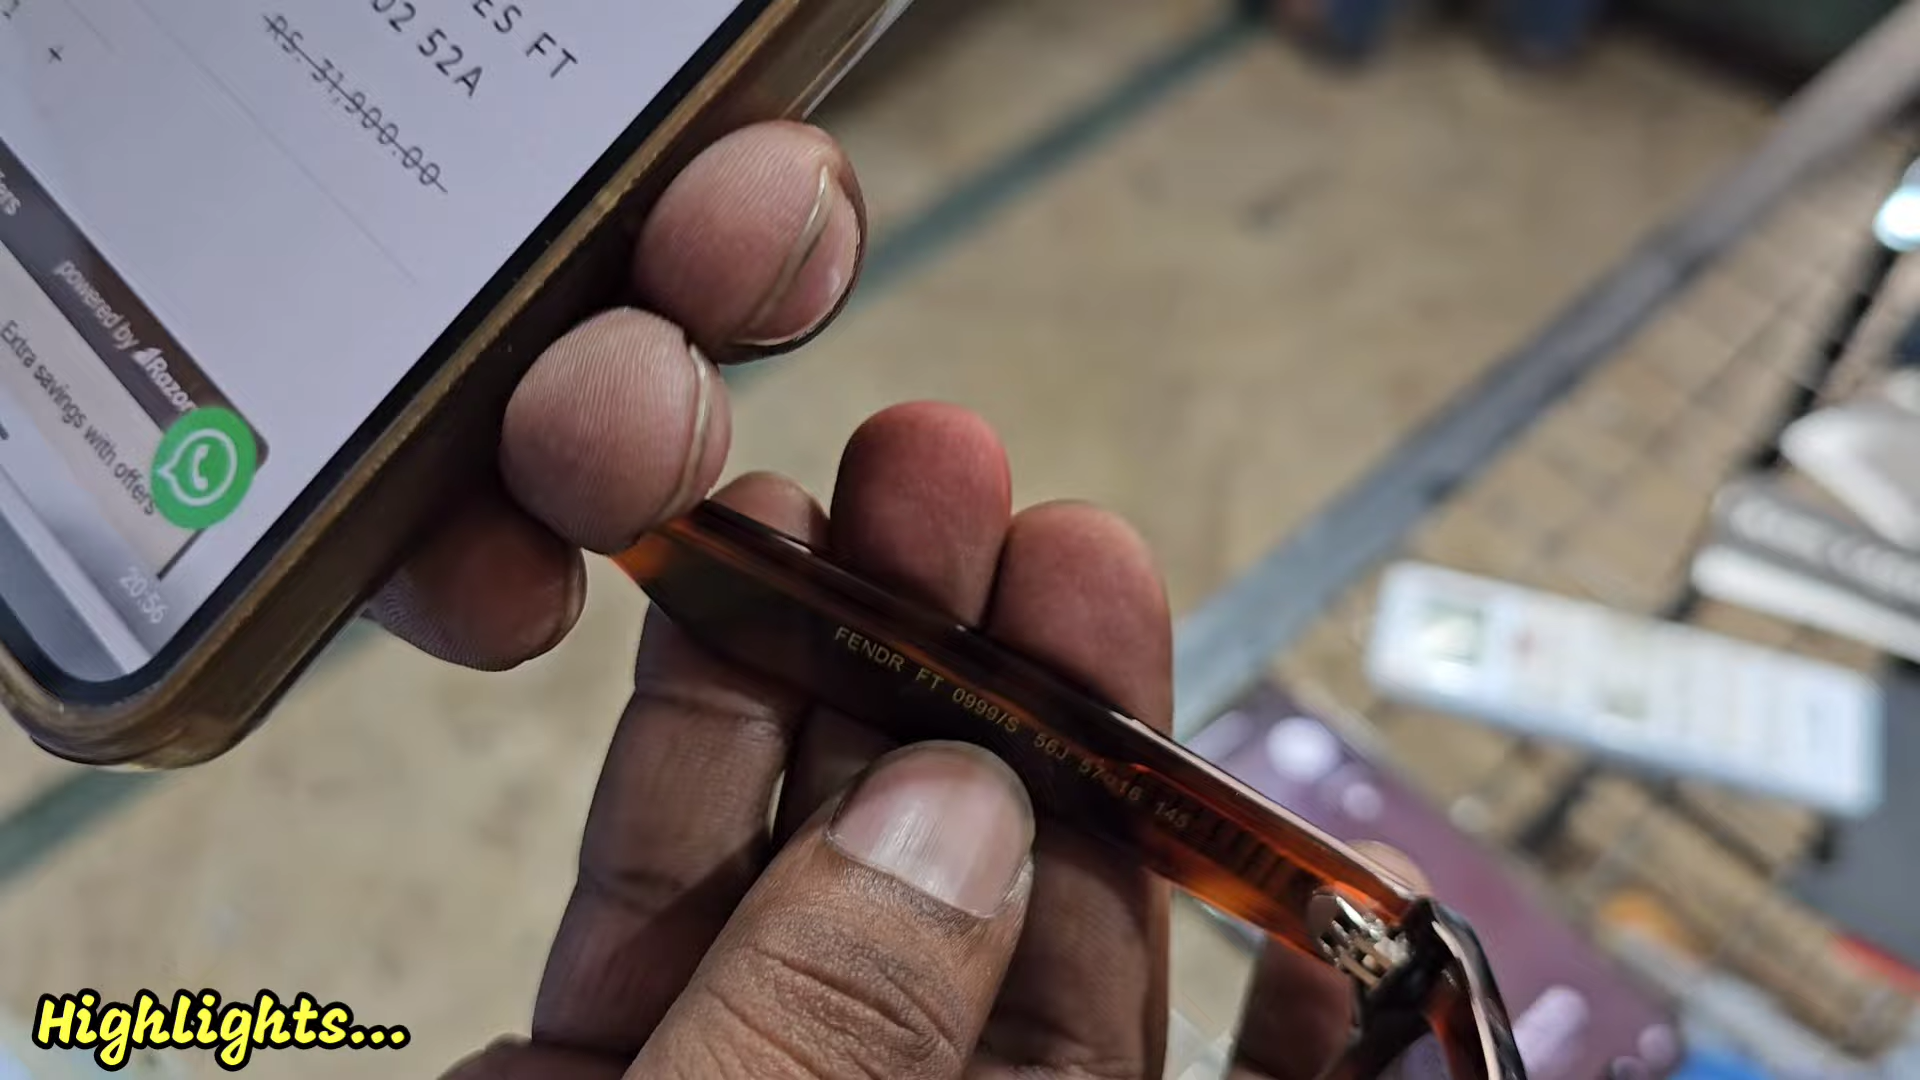 ES FT
02 52A
RS. 31,900.00
powered by Razor
Extra savings with offers
20:56
FENDR FT 0999/S 56J 57□16 145
Highlights...